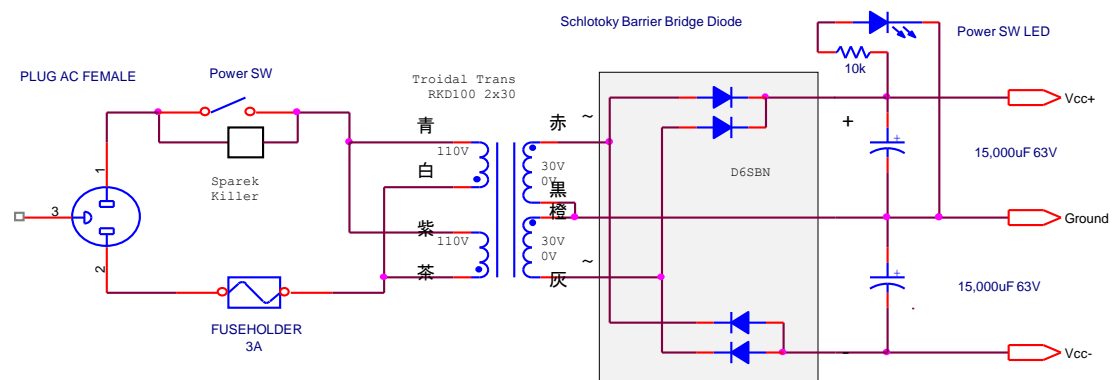 Schlotoky Barrier Bridge Diode
Power SW LED
PLUG AC FEMALE
Power SW
Troidal Trans
RKD100 2x30
10k
Vcc+
+
青
赤
~
110V
1
白
30V
0V
黒
D6SBN
+
15,000uF 63V
Sparek
Killer
3
橙
Ground
紫
110V
30V
0V
~
茶
灰
2
+
15,000uF 63V
FUSEHOLDER
3A
-
Vcc-